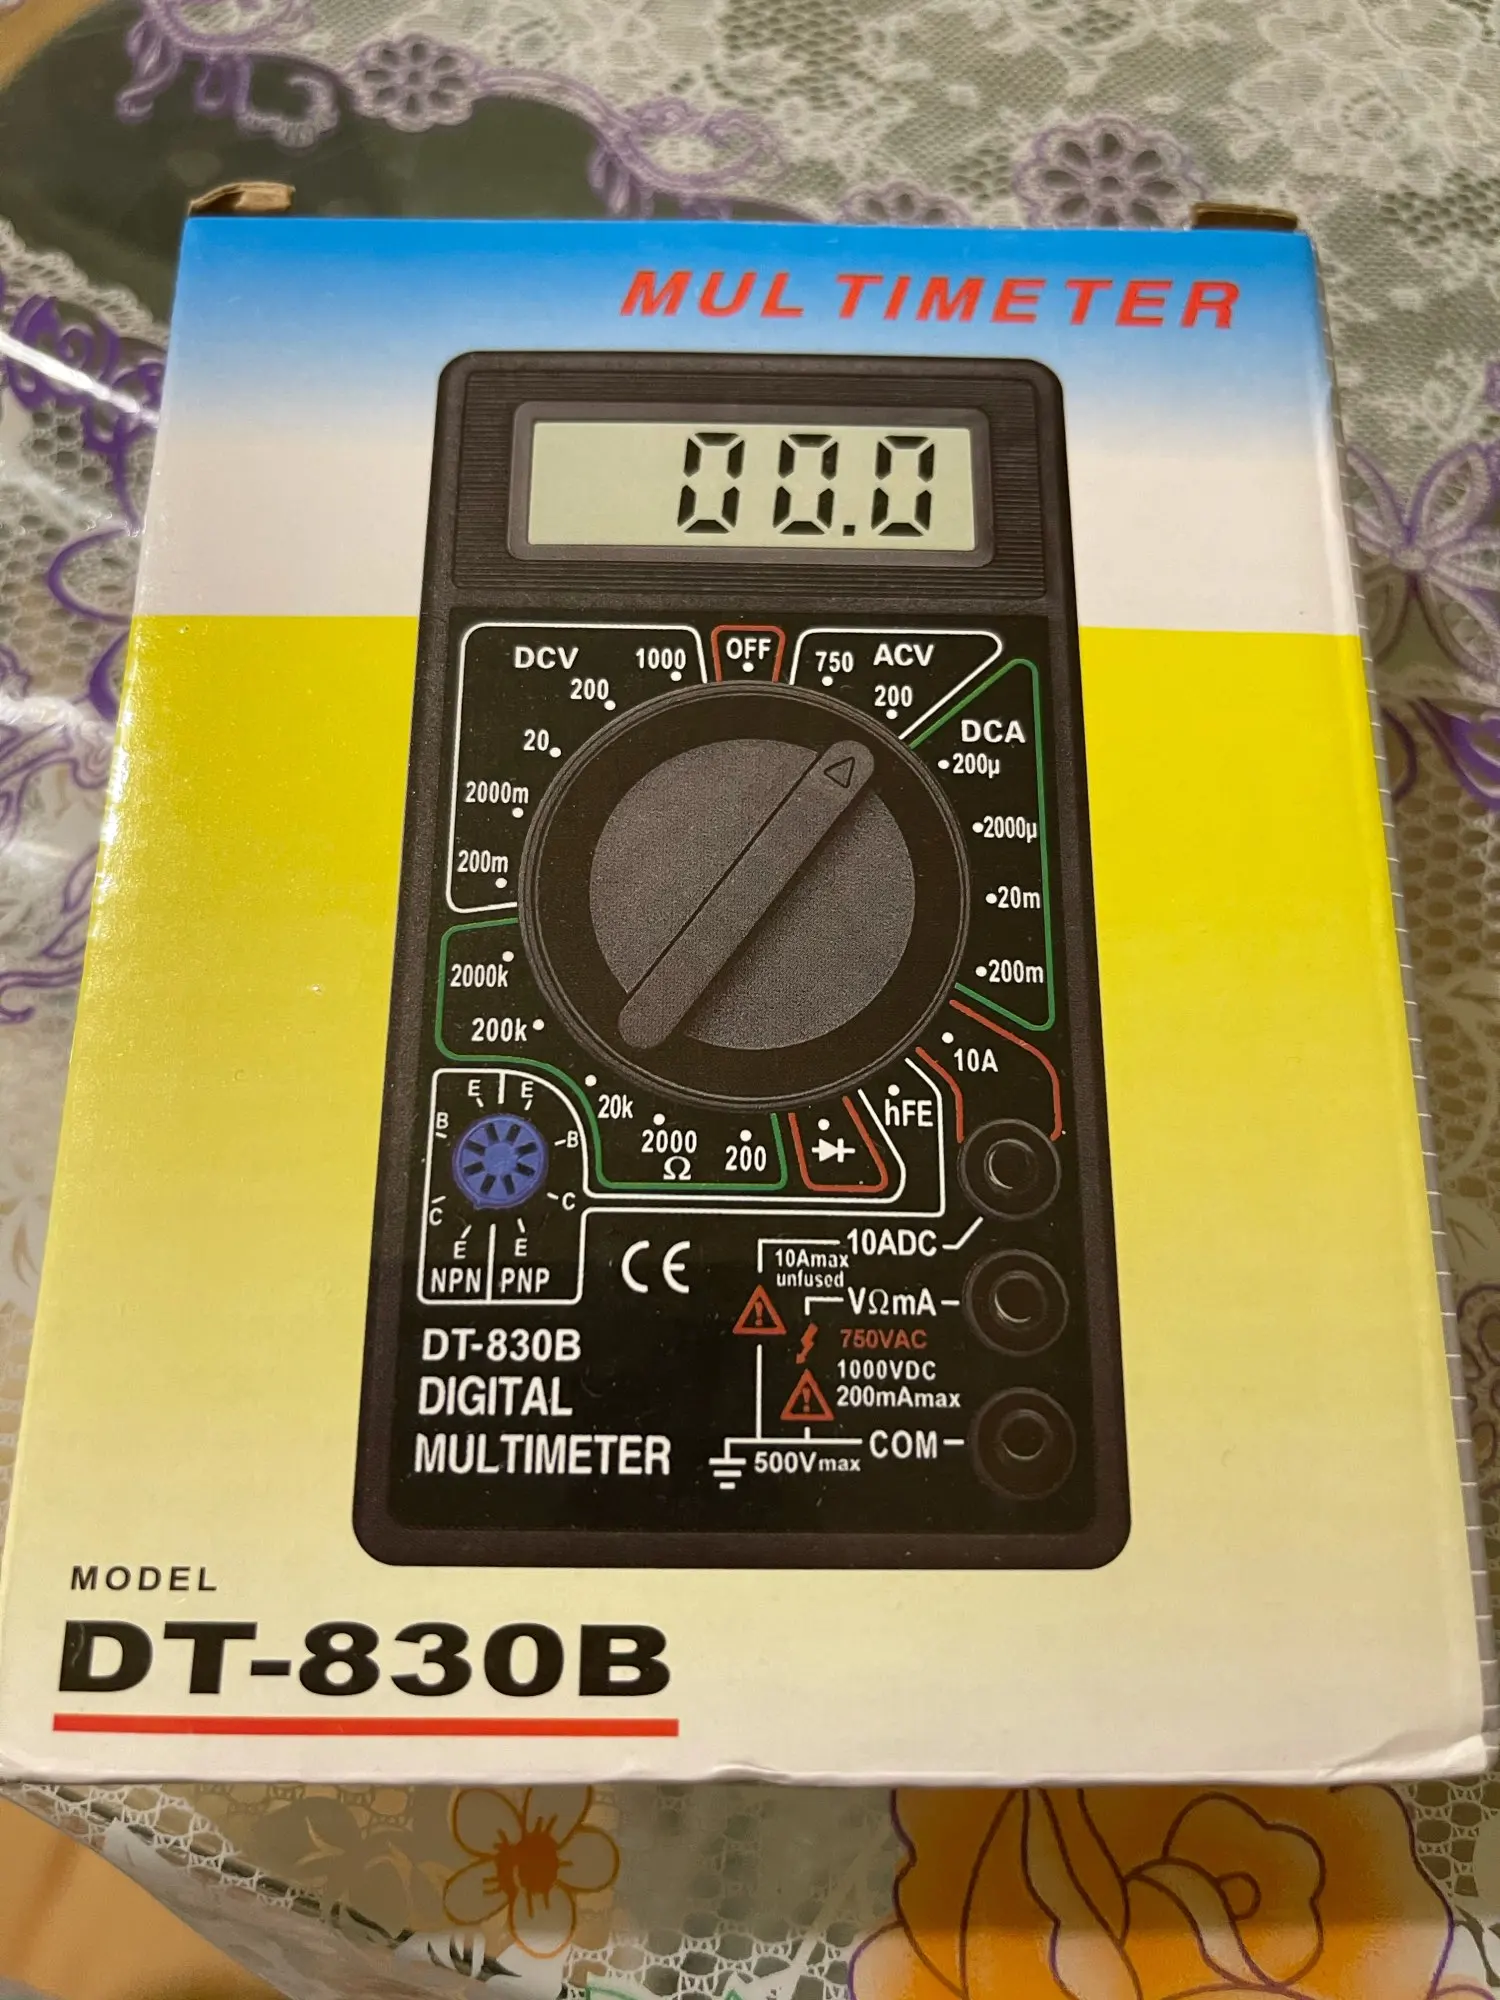 MULTIMETER
00.0
DCV 1000 OFF 750 ACV
200 200
20 DCA
200µ
2000m 2000µ
200m 20m
2000k 200m
200k 10A
20k hFE
2000 200
Ω
E E
B B
C C
E E
NPN PNP
CE
10ADC
10Amax
unfused
VΩmA
750VAC
1000VDC
200mAmax
COM
500Vmax
DT-830B
DIGITAL
MULTIMETER
MODEL
DT-830B